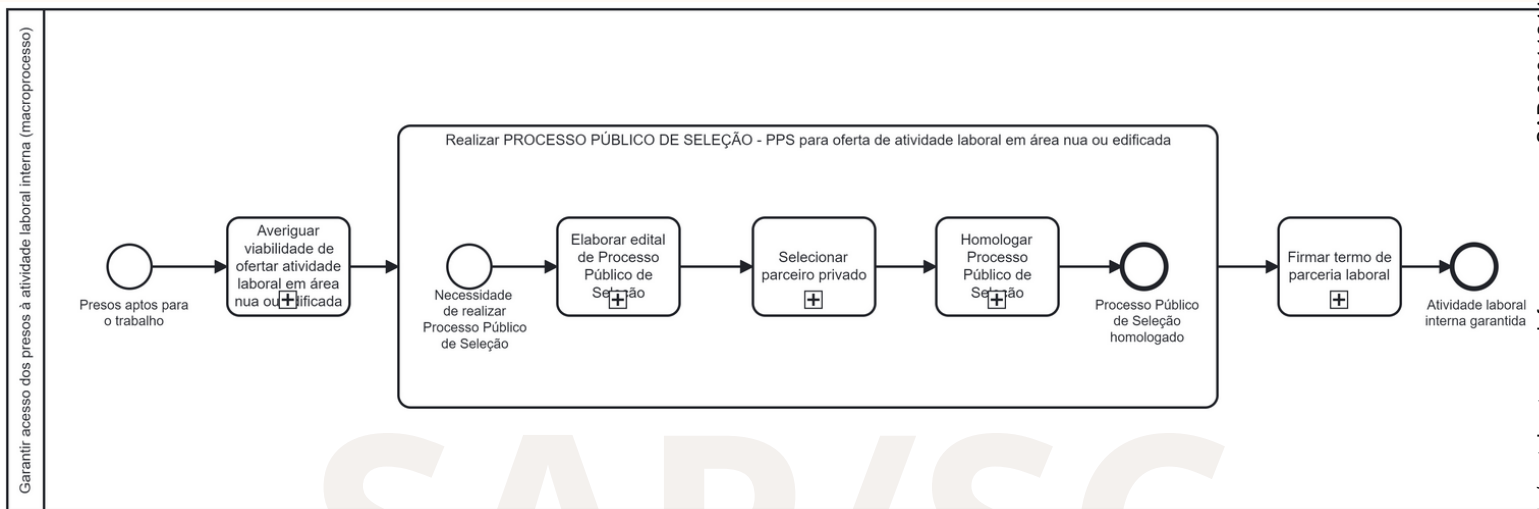 Garantir acesso dos presos à atividade laboral interna (macroprocesso)
Presos aptos para
o trabalho
Averiguar
viabilidade de
ofertar atividade
laboral em área
nua ou edificada
Realizar PROCESSO PÚBLICO DE SELEÇÃO - PPS para oferta de atividade laboral em área nua ou edificada
Necessidade
de realizar
Processo Público
de Seleção
Elaborar edital
de Processo
Público de
Seleção
Selecionar
parceiro privado
Homologar
Processo
Público de
Seleção
Processo Público
de Seleção
homologado
Firmar termo de
parceria laboral
Atividade laboral
interna garantida
SAP/SC